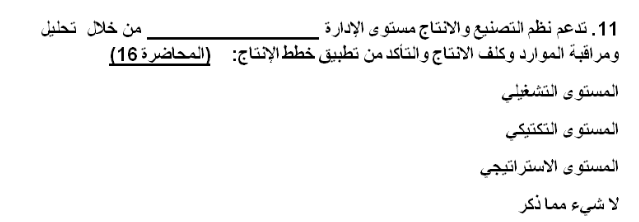 11. تدعم نظم التصنيع والانتاج مستوى الإدارة __________________ من خلال تحليل
ومراقبة الموارد وكلف الانتاج والتأكد من تطبيق خطط الإنتاج: (المحاضرة 16)
المستوى التشغيلي
المستوى التكتيكي
المستوى الاستراتيجي
لا شيء مما ذكر